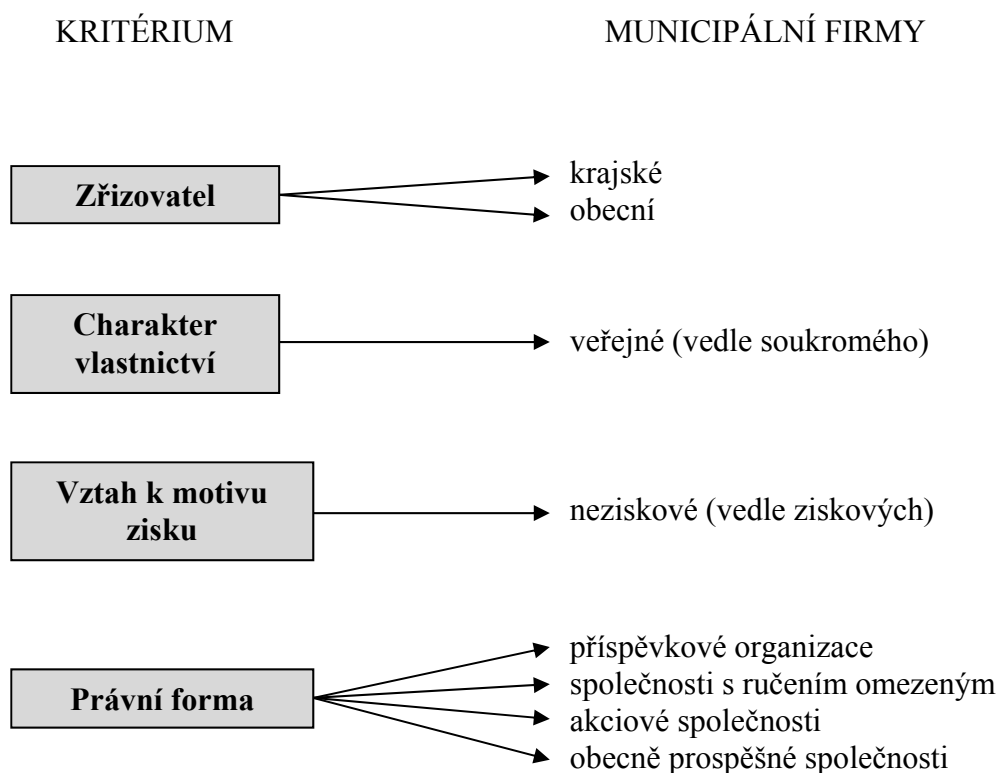 KRITÉRIUM MUNICIPÁLNÍ FIRMY
Zřizovatel
krajské
obecní
Charakter
vlastnictví
veřejné (vedle soukromého)
Vztah k motivu
zisku
neziskové (vedle ziskových)
Právní forma
příspěvkové organizace
společnosti s ručením omezeným
akciové společnosti
obecně prospěšné společnosti